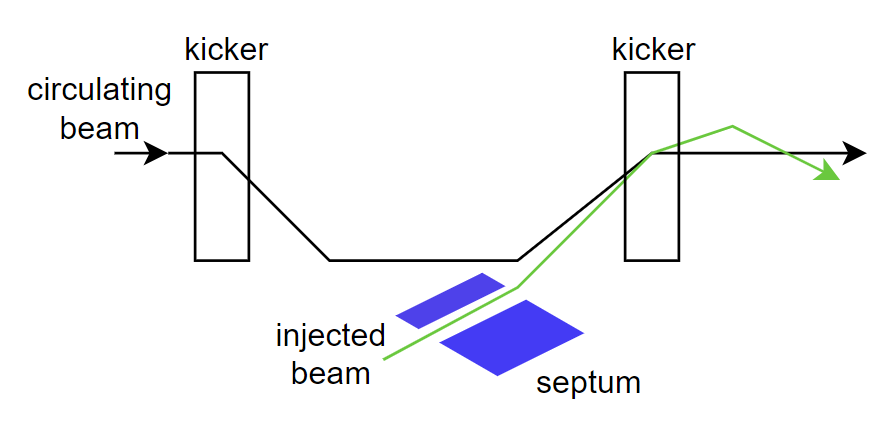 kicker
kicker
circulating
beam
injected
beam
septum